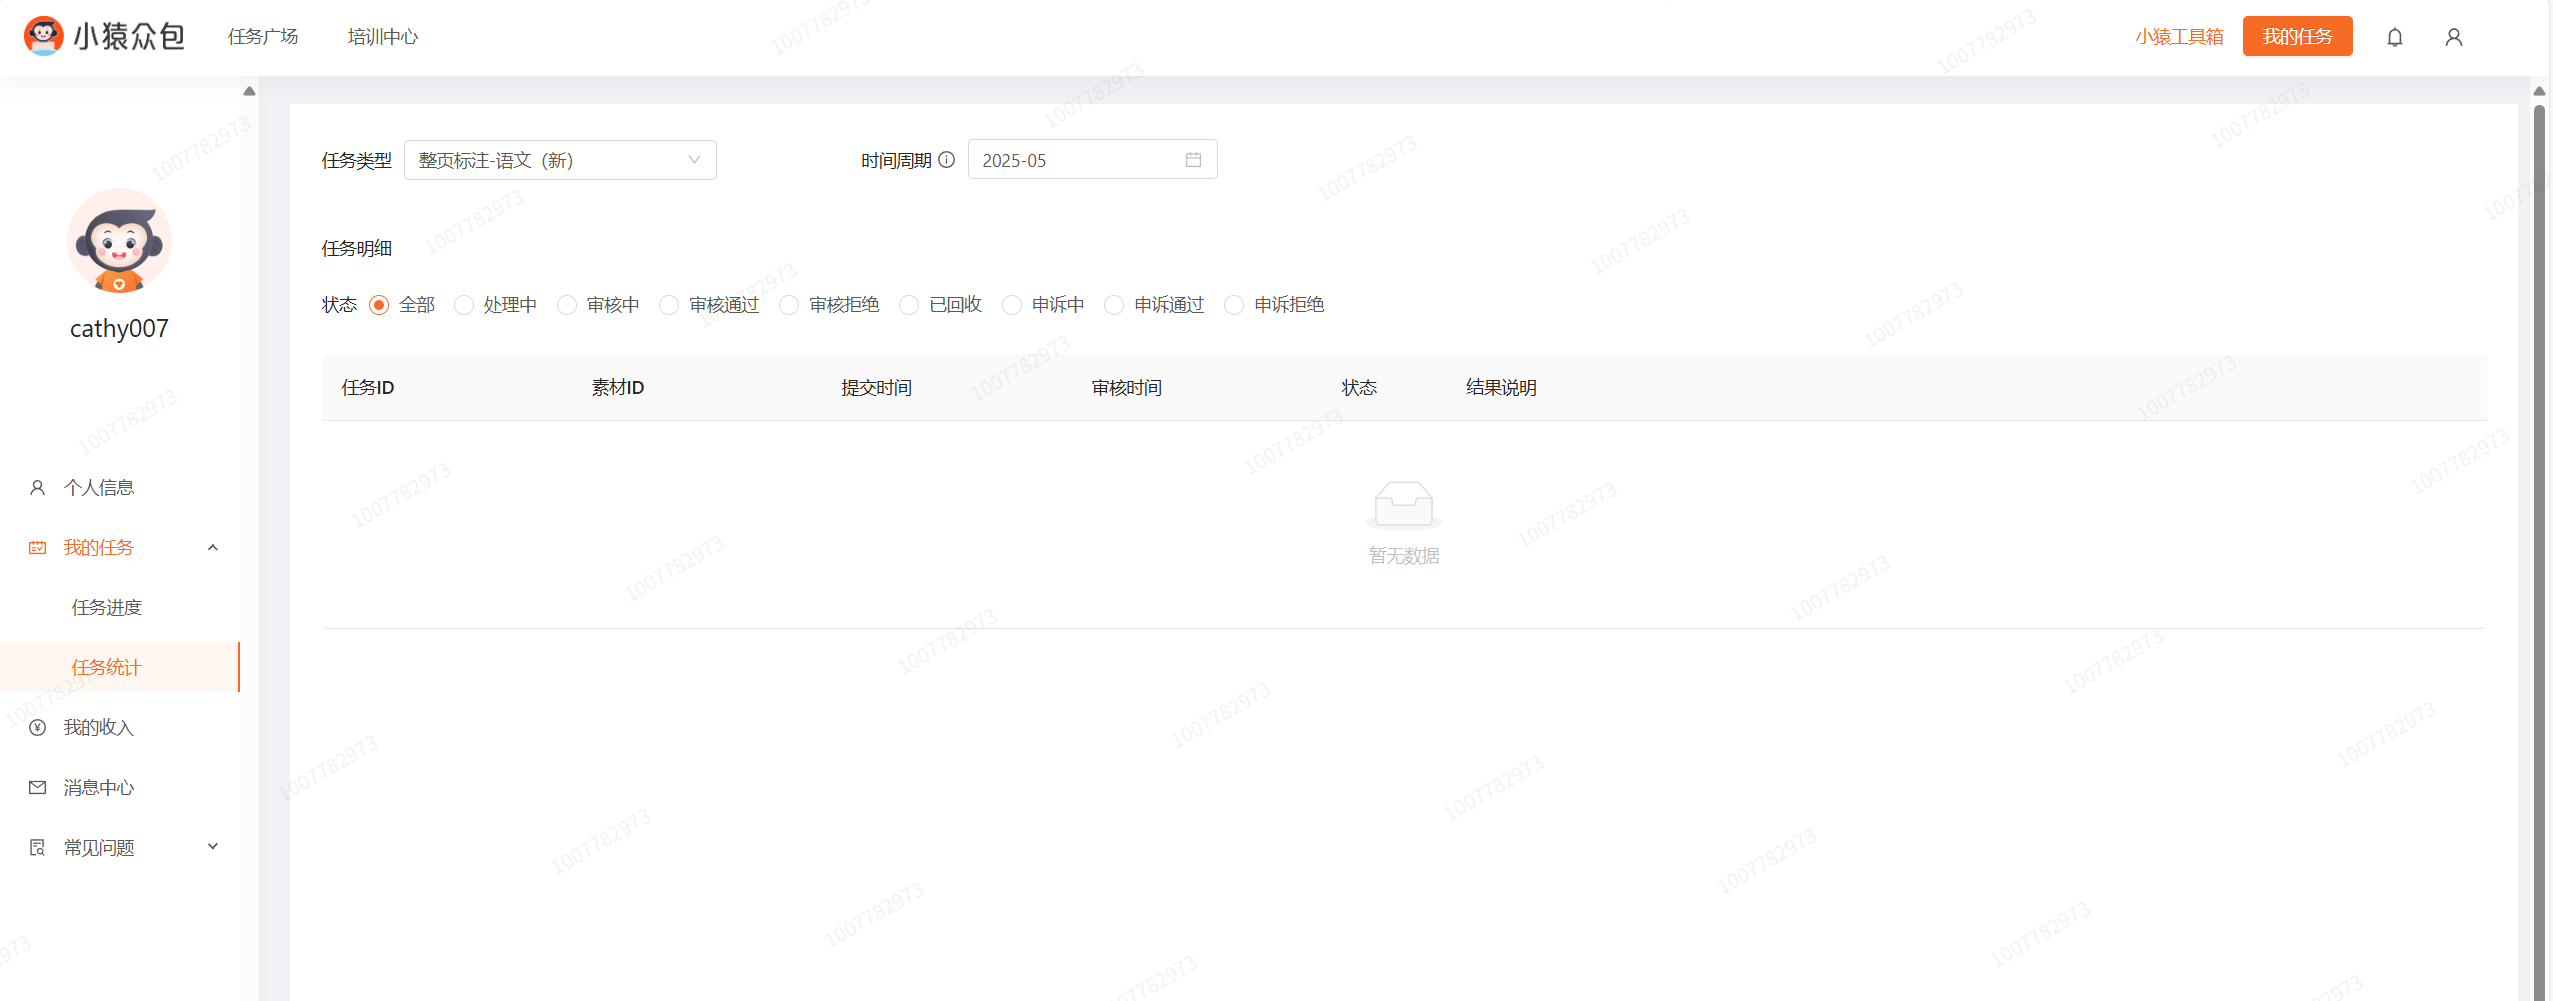 小猿众包 任务广场 培训中心 小猿工具箱 我的任务
cathy007
个人信息
我的任务
任务进度
任务统计
我的收入
消息中心
常见问题
任务类型 整页标注-语文（新） 时间周期 2025-05
任务明细
状态 全部 处理中 审核中 审核通过 审核拒绝 已回收 申诉中 申诉通过 申诉拒绝
任务ID 素材ID 提交时间 审核时间 状态 结果说明
暂无数据
1007782973